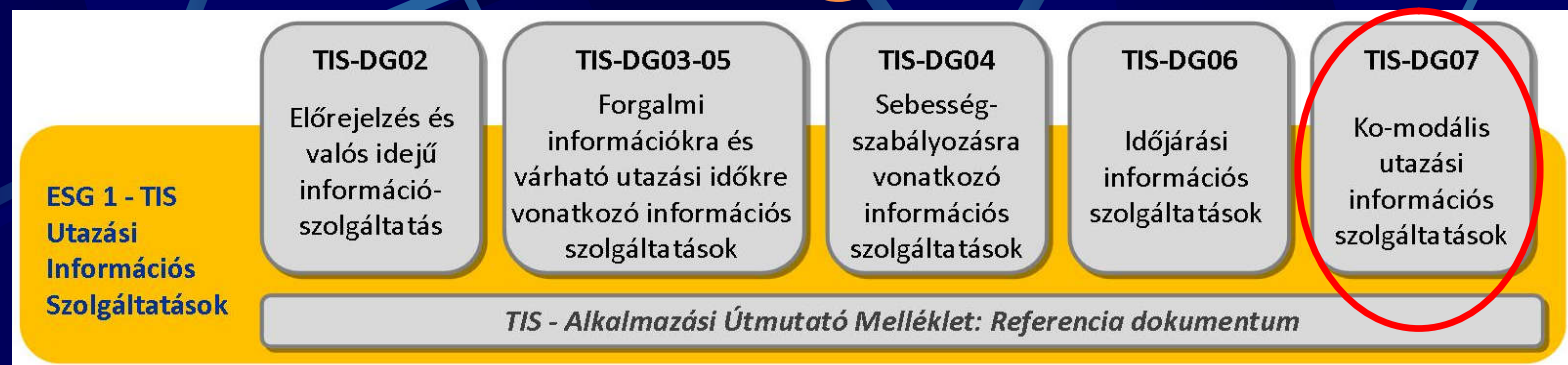 ESG 1 - TIS
Utazási
Információs
Szolgáltatások
TIS-DG02
Előrejelzés és
valós idejű
információ-
szolgáltatás
TIS-DG03-05
Forgalmi
információkra és
várható utazási időkre
vonatkozó információs
szolgáltatások
TIS-DG04
Sebesség-
szabályozásra
vonatkozó
információs
szolgáltatások
TIS-DG06
Időjárási
információs
szolgáltatások
TIS-DG07
Ko-modális
utazási
információs
szolgáltatások
TIS - Alkalmazási Útmutató Melléklet: Referencia dokumentum